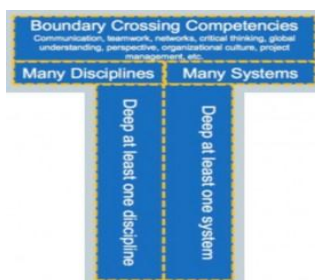 Boundary Crossing Competencies
Communication, teamwork, networks, critical thinking, global
understanding, perspective, organizational culture, project
management, etc.
Many Disciplines
Many Systems
Deep at least one discipline
Deep at least one system